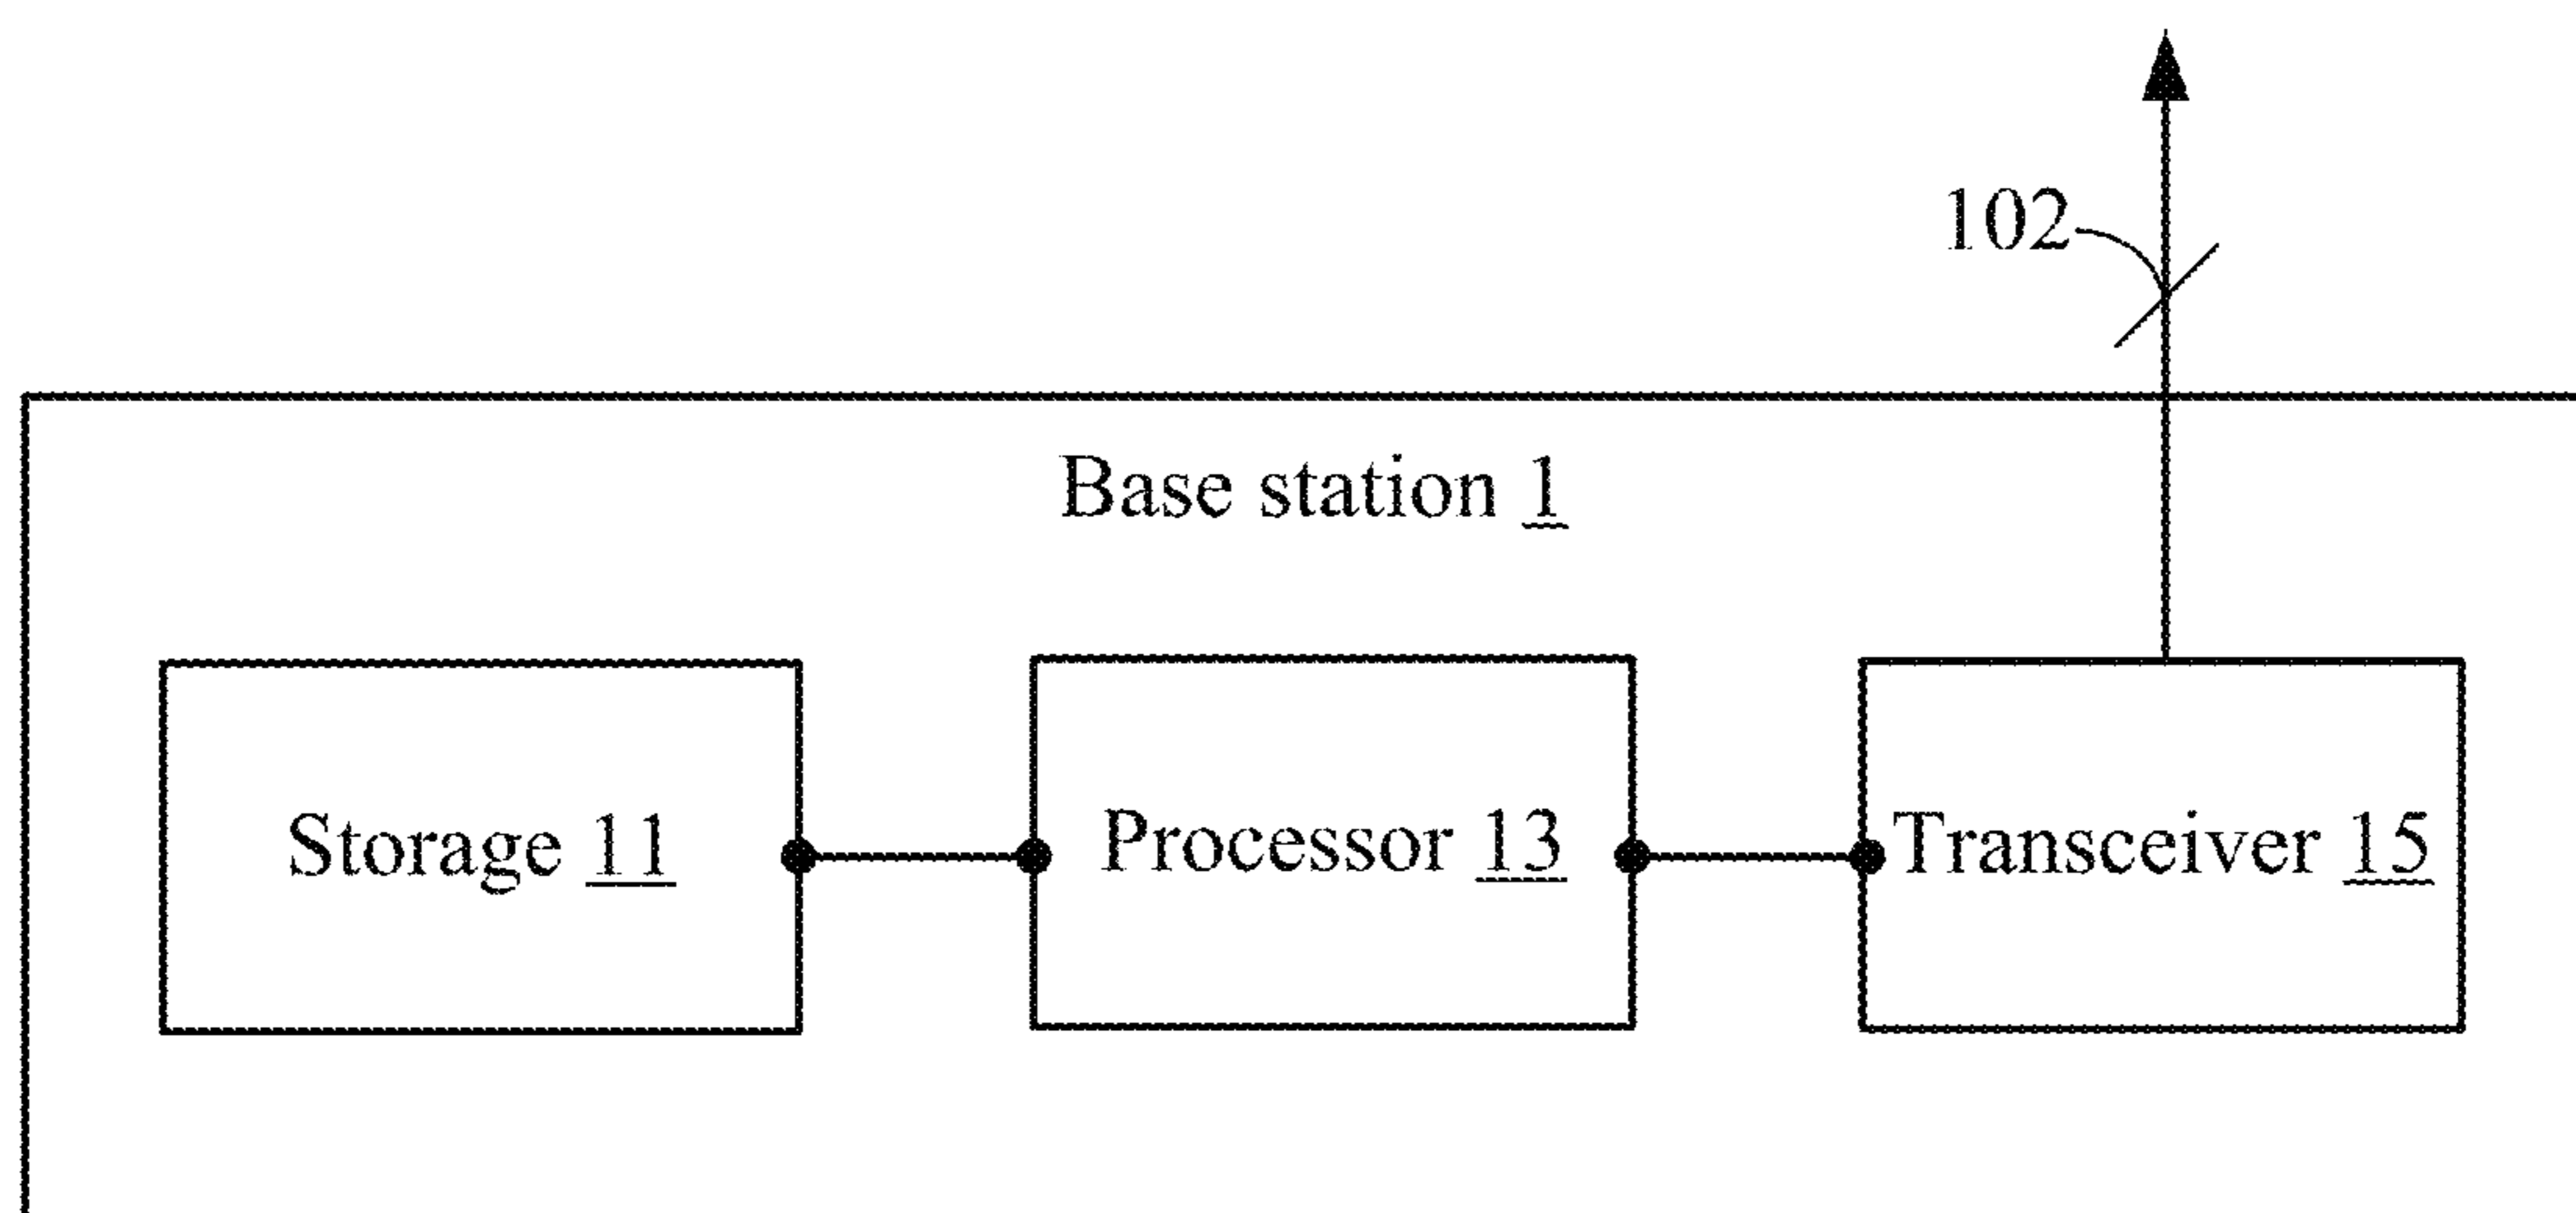 102
Base station 1
Storage 11
Processor 13
Transceiver 15